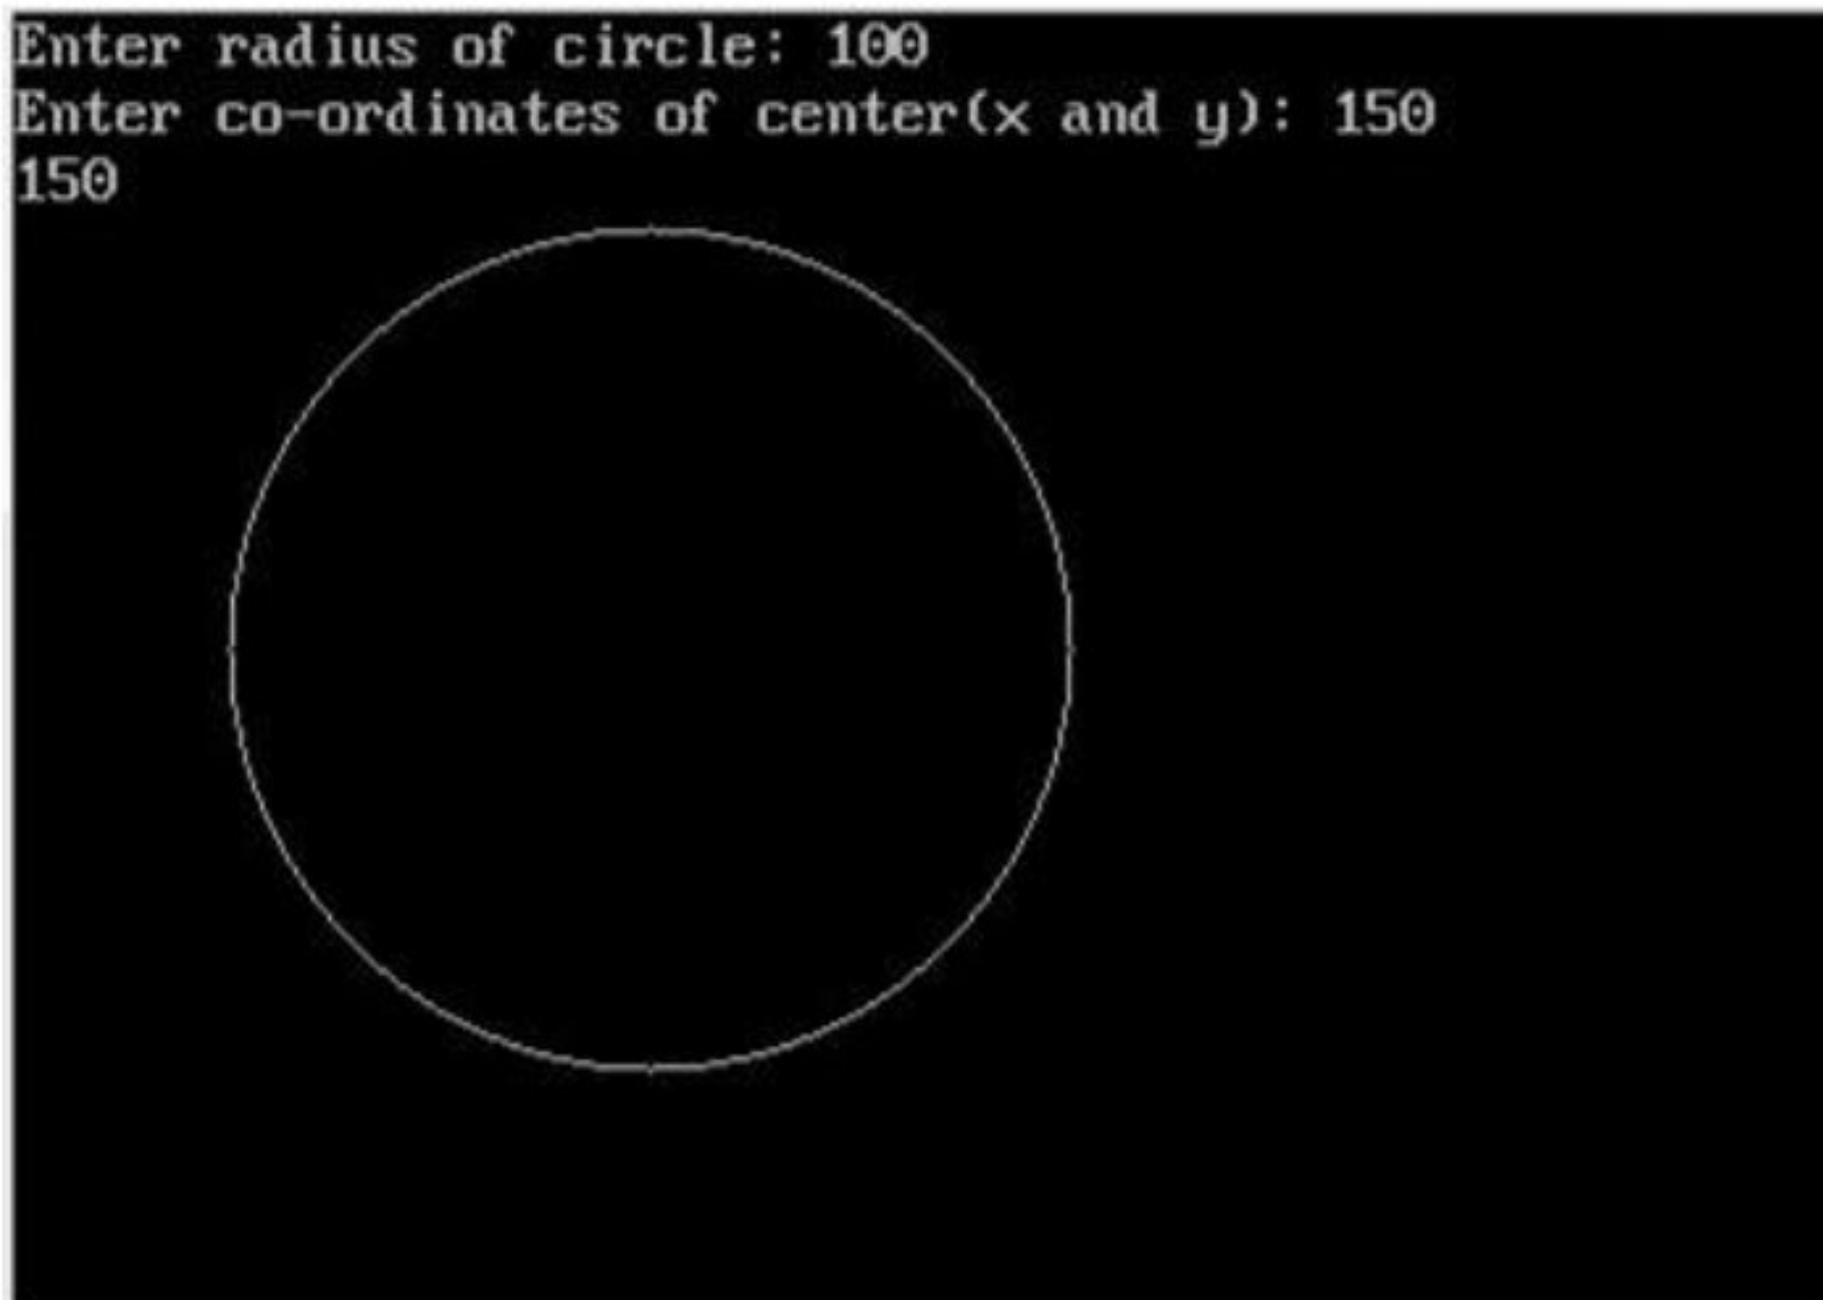 Enter radius of circle: 100
Enter co-ordinates of center(x and y): 150
150